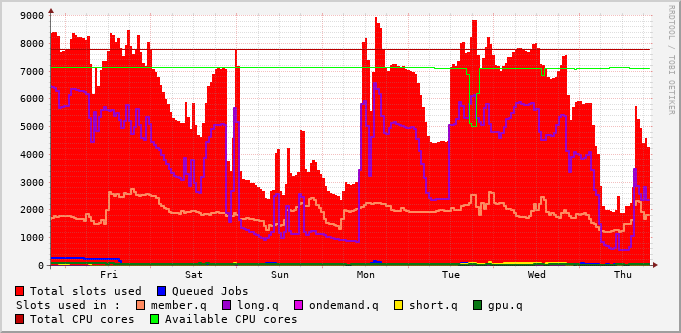 9000
8000
7000
6000
5000
4000
3000
2000
1000
0
Fri Sat Sun Mon Tue Wed Thu
RRDTOOL / TOBI OETIKER
Total slots used Queued Jobs
Slots used in : member.q long.q ondemand.q short.q gpu.q
Total CPU cores Available CPU cores